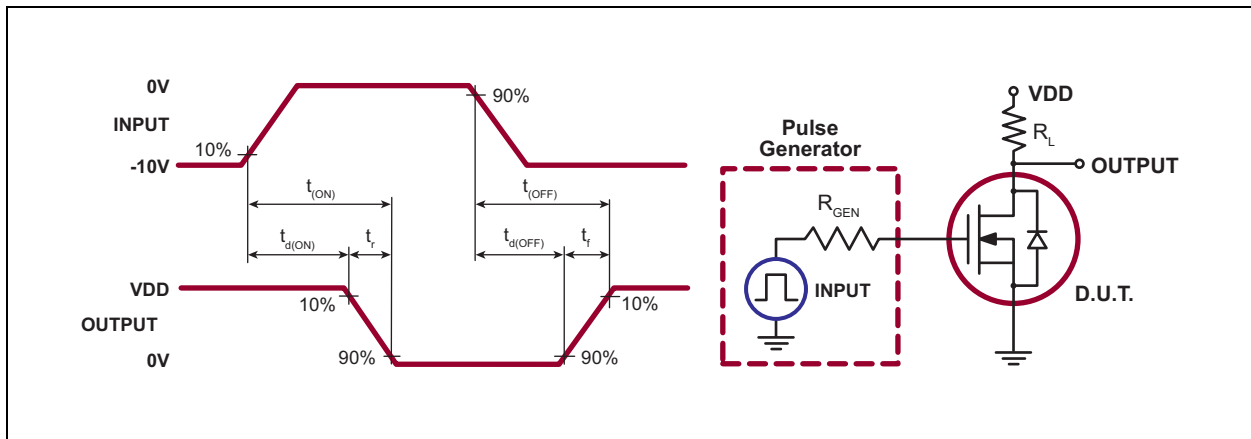 0V
INPUT
-10V
10%
90%
t(ON)
t(OFF)
td(ON)
tr
td(OFF)
tf
VDD
OUTPUT
0V
10%
90%
90%
10%
Pulse
Generator
RGEN
INPUT
VDD
RL
OUTPUT
D.U.T.